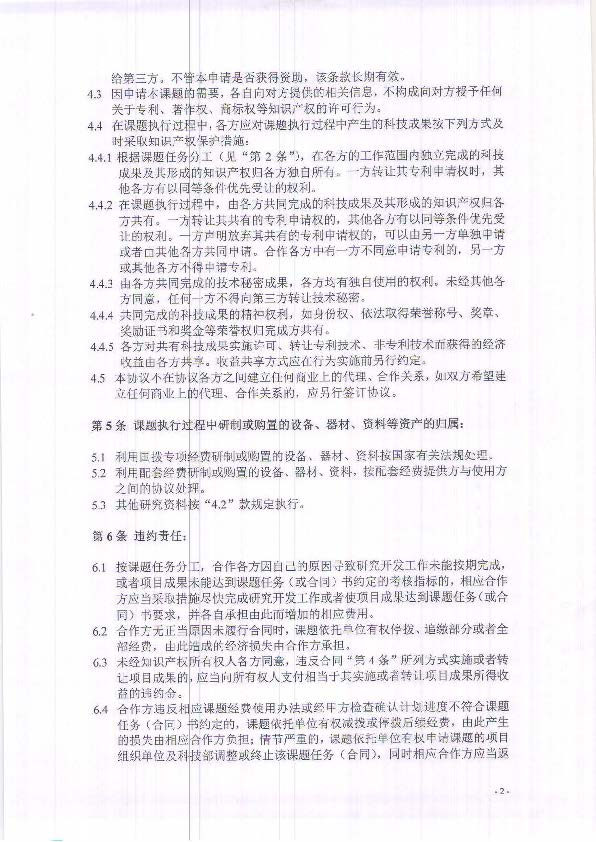 给第三方。不管本申请是否获得资助，该条款长期有效。
4.3 因申请本课题的需要，各自向对方提供的相关信息，不构成向对方授予任何
关于专利、著作权、商标权等知识产权的许可行为。
4.4 在课题执行过程中，各方应对课题执行过程中产生的科技成果按下列方式及
时采取知识产权保护措施：
4.4.1 根据课题任务分工（见“第 2 条”），在各方的工作范围内独立完成的科技
成果及其形成的知识产权归各方独自所有。一方转让其专利申请权时，其
他各方有以同等条件优先受让的权利。
4.4.2 在课题执行过程中，由各方共同完成的科技成果及其形成的知识产权归各
方共有。一方转让其共有的专利申请权的，其他各方有以同等条件优先受
让的权利。一方声明放弃其共有的专利申请权的，可以由另一方单独申请
或者由其他各方共同申请。合作各方中有一方不同意申请专利的，另一方
或其他各方不得申请专利。
4.4.3 由各方共同完成的技术秘密成果，各方均有独自使用的权利。未经其他各
方同意，任何一方不得向第三方转让技术秘密。
4.4.4 共同完成的科技成果的精神权利，如身份权、依法取得荣誉称号、奖章、
奖励证书和奖金等荣誉权归完成方共有。
4.4.5 各方对共有科技成果实施许可、转让专利技术、非专利技术而获得的经济
收益由各方共享。收益共享方式应在行为实施前另行约定。
4.5 本协议不在协议各方之间建立任何商业上的代理、合作关系，如双方希望建
立任何商业上的代理、合作关系的，应另行签订协议。
第 5 条 课题执行过程中研制或购置的设备、器材、资料等资产的归属：
5.1 利用国拨专项经费研制或购置的设备、器材、资料按国家有关法规处理.
5.2 利用配套经费研制或购置的设备、器材、资料，按配套经费提供方与使用方
之间的协议处理。
5.3 其他研究资料按“4.2”款规定执行。
第 6 条 违约责任：
6.1 按课题任务分工，合作各方因自己的原因导致研究开发工作未能按期完成，
或者项目成果未能达到课题任务（或合同）书约定的考核指标的，相应合作
方应当采取措施尽快完成研究开发工作或者使项目成果达到课题任务（或合
同）书要求，并各自承担由此而增加的相应费用。
6.2 合作方无正当原因未履行合同时，课题依托单位有权停拨、追缴部分或者全
部经费，由此造成的经济损失由合作方承担。
6.3 未经知识产权所有权人各方同意，违反合同“第 4 条”所列方式实施或者转
让项目成果的，应当向所有权人支付相当于其实施或者转让项目成果所得收
益的违约金。
6.4 合作方违反相应课题经费使用办法或经甲方检查确认计划进度不符合课题
任务（合同）书约定的，课题依托单位有权减拨或停拨后续经费，由此产生
的损失由相应合作方负担；情节严重的，课题依托单位有权申请课题的项目
组织单位及科技部调整或终止该课题任务（合同），同时相应合作方应当返
- 2 -